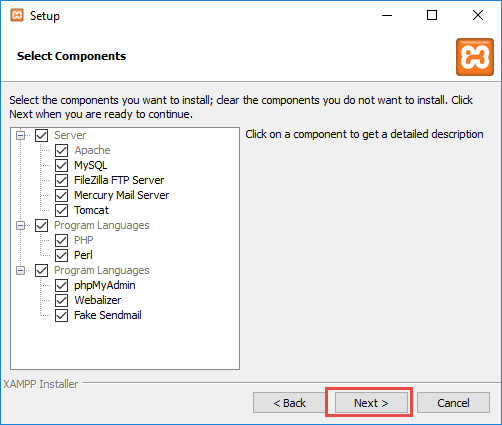 Setup
Select Components
Select the components you want to install; clear the components you do not want to install. Click
Next when you are ready to continue.
Server
Apache
MySQL
FileZilla FTP Server
Mercury Mail Server
Tomcat
Program Languages
PHP
Perl
Program Languages
phpMyAdmin
Webalizer
Fake Sendmail
Click on a component to get a detailed description
XAMPP Installer
< Back
Next >
Cancel